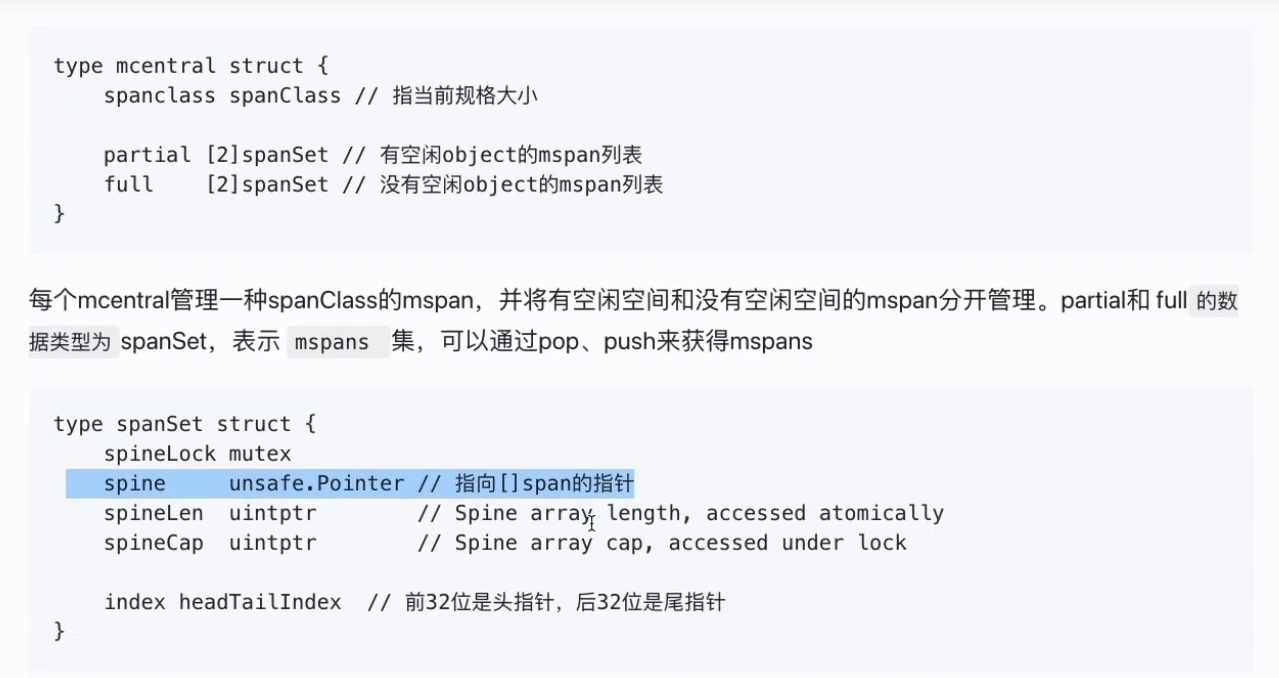 type mcentral struct {
    spanclass spanClass // 指当前规格大小
    partial [2]spanSet // 有空闲object的mspan列表
    full    [2]spanSet // 没有空闲object的mspan列表
}
每个mcentral管理一种spanClass的mspan，并将有空闲空间和没有空闲空间的mspan分开管理。partial和 full 的数
据类型为 spanSet，表示 mspans 集，可以通过pop、push来获得mspans
type spanSet struct {
    spineLock mutex
    spine     unsafe.Pointer // 指向[]span的指针
    spineLen  uintptr        // Spine array length, accessed atomically
    spineCap  uintptr        // Spine array cap, accessed under lock
    index headTailIndex  // 前32位是头指针，后32位是尾指针
}